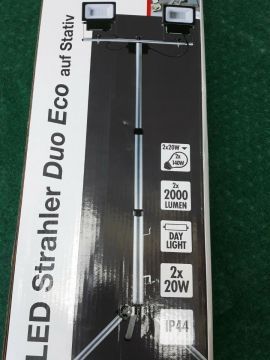 LED Strahler Duo Eco auf Stativ
2x20W
2x
140W
2x
2000
LUMEN
DAY
LIGHT
2x
20W
IP44